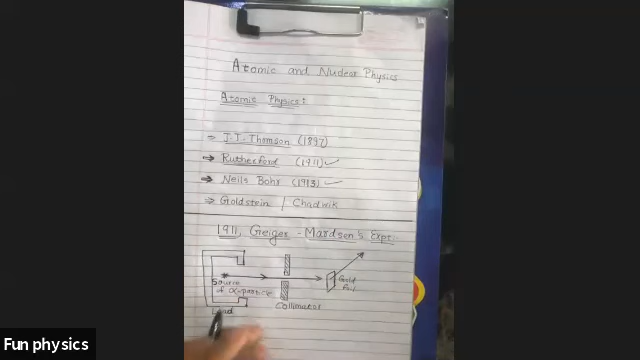 Atomic and Nuclear Physics
Atomic Physics:
⇒ J.J. Thomson (1897)
⇒ Rutherford (1911) ✓
⇒ Neils Bohr (1913) ✓
⇒ Goldstein / Chadwik
1911, Geiger - Mardsen's Expt.
Source
of α-particle
Lead
Collimator
Gold
Foil
Fun physics